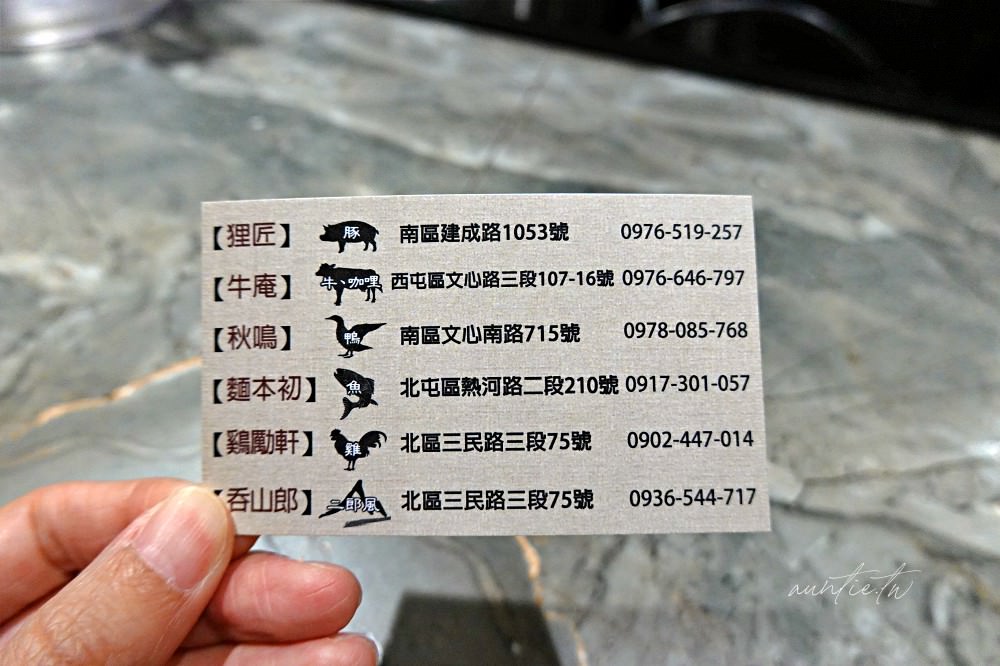 【狸匠】 豚 南區建成路1053號 0976-519-257
【牛庵】 牛、咖哩 西屯區文心路三段107-16號 0976-646-797
【秋鳴】 鴨 南區文心南路715號 0978-085-768
【麵本初】 魚 北屯區熱河路二段210號 0917-301-057
【鷄勵軒】 雞 北區三民路三段75號 0902-447-014
【吞山郎】 二郎風 北區三民路三段75號 0936-544-717
auntie.tw